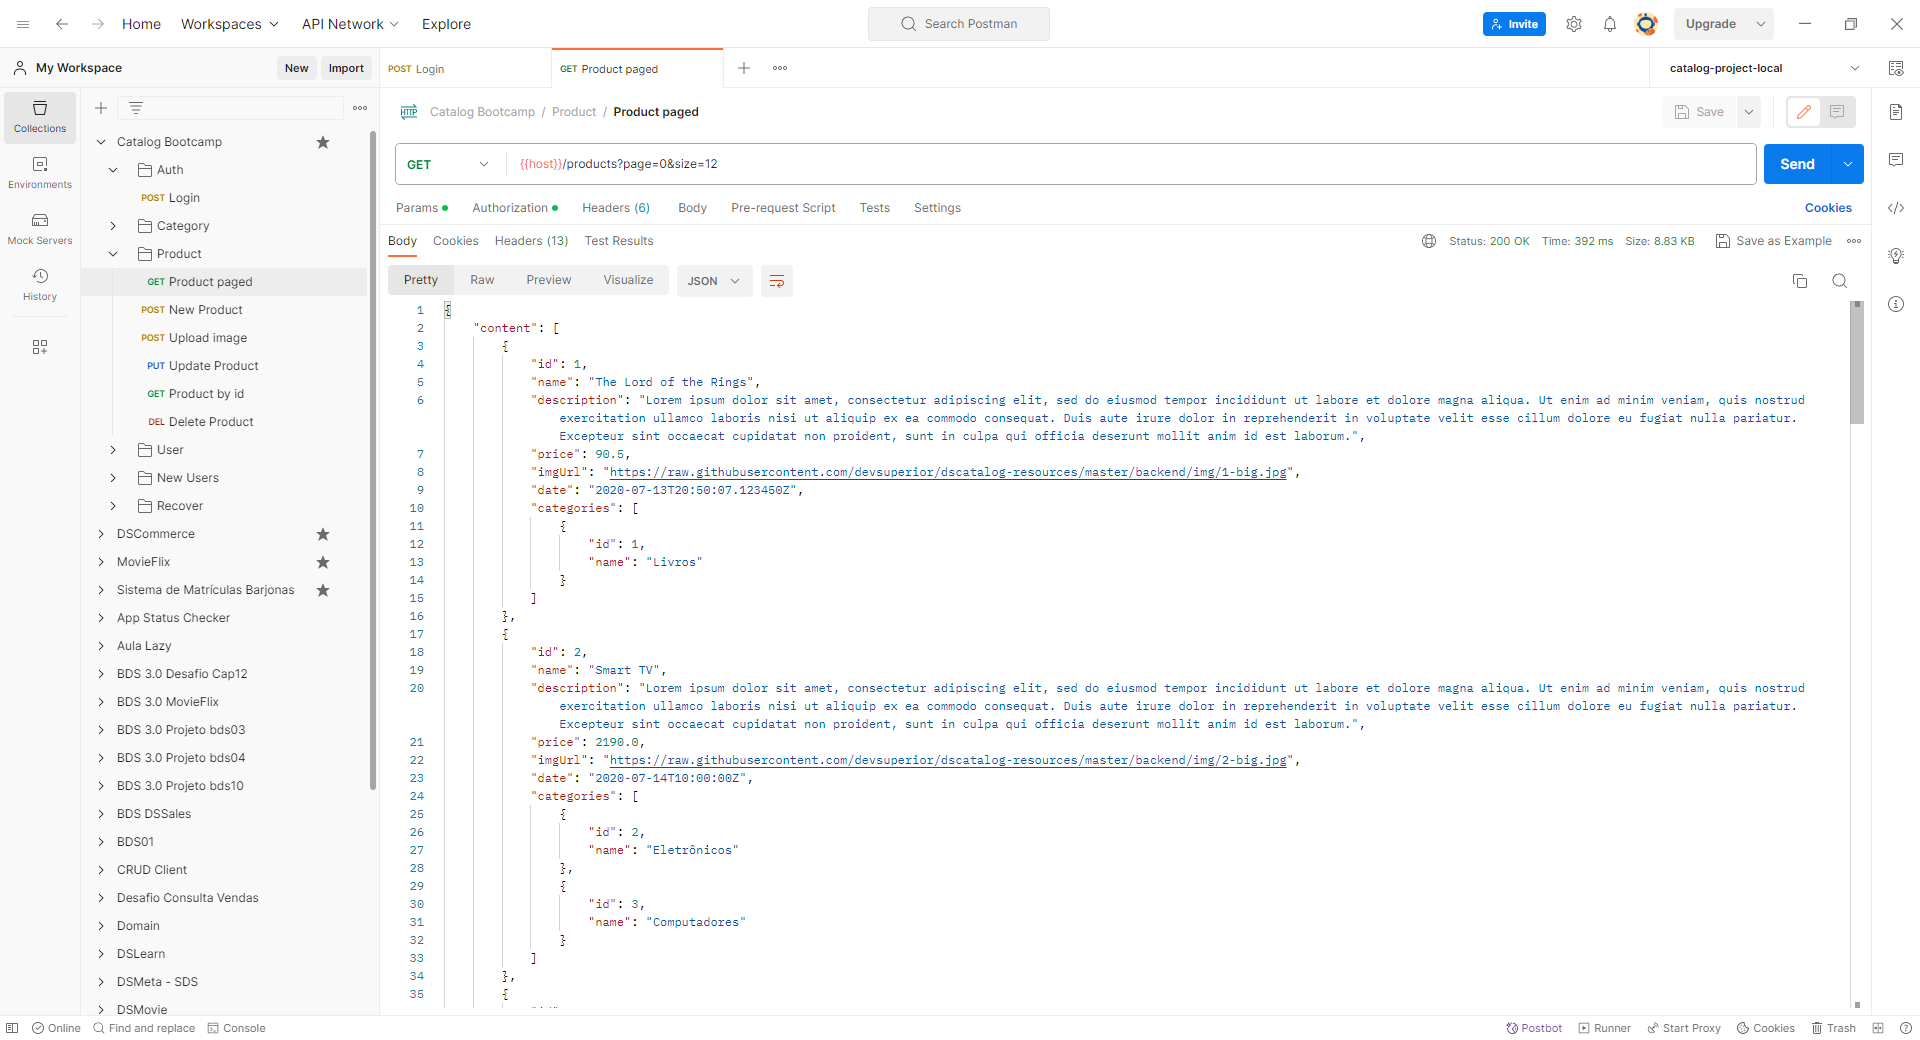 Home
Workspaces
API Network
Explore
Search Postman
Invite
Upgrade
My Workspace
New
Import
POST Login
GET Product paged
catalog-project-local
Collections
Environments
Mock Servers
History
Catalog Bootcamp
Auth
POST Login
Category
Product
GET Product paged
POST New Product
POST Upload image
PUT Update Product
GET Product by id
DEL Delete Product
User
New Users
Recover
DSCommerce
MovieFlix
Sistema de Matrículas Barjonas
App Status Checker
Aula Lazy
BDS 3.0 Desafio Cap12
BDS 3.0 MovieFlix
BDS 3.0 Projeto bds03
BDS 3.0 Projeto bds04
BDS 3.0 Projeto bds10
BDS DSSales
BDS01
CRUD Client
Desafio Consulta Vendas
Domain
DSLearn
DSMeta - SDS
DSMovie
HTTP Catalog Bootcamp / Product / Product paged
Save
GET {{host}}/products?page=0&size=12
Send
Params Authorization Headers (6) Body Pre-request Script Tests Settings
Cookies
Body Cookies Headers (13) Test Results
Status: 200 OK Time: 392 ms Size: 8.83 KB Save as Example
Pretty Raw Preview Visualize JSON
1 {
2 "content": [
3 {
4 "id": 1,
5 "name": "The Lord of the Rings",
6 "description": "Lorem ipsum dolor sit amet, consectetur adipiscing elit, sed do eiusmod tempor incididunt ut labore et dolore magna aliqua. Ut enim ad minim veniam, quis nostrud
exercitation ullamco laboris nisi ut aliquip ex ea commodo consequat. Duis aute irure dolor in reprehenderit in voluptate velit esse cillum dolore eu fugiat nulla pariatur.
Excepteur sint occaecat cupidatat non proident, sunt in culpa qui officia deserunt mollit anim id est laborum.",
7 "price": 90.5,
8 "imgUrl": "https://raw.githubusercontent.com/devsuperior/dscatalog-resources/master/backend/img/1-big.jpg",
9 "date": "2020-07-13T20:50:07.123450Z",
10 "categories": [
11 {
12 "id": 1,
13 "name": "Livros"
14 }
15 ]
16 },
17 {
18 "id": 2,
19 "name": "Smart TV",
20 "description": "Lorem ipsum dolor sit amet, consectetur adipiscing elit, sed do eiusmod tempor incididunt ut labore et dolore magna aliqua. Ut enim ad minim veniam, quis nostrud
exercitation ullamco laboris nisi ut aliquip ex ea commodo consequat. Duis aute irure dolor in reprehenderit in voluptate velit esse cillum dolore eu fugiat nulla pariatur.
Excepteur sint occaecat cupidatat non proident, sunt in culpa qui officia deserunt mollit anim id est laborum.",
21 "price": 2190.0,
22 "imgUrl": "https://raw.githubusercontent.com/devsuperior/dscatalog-resources/master/backend/img/2-big.jpg",
23 "date": "2020-07-14T10:00:00Z",
24 "categories": [
25 {
26 "id": 2,
27 "name": "Eletrônicos"
28 },
29 {
30 "id": 3,
31 "name": "Computadores"
32 }
33 ]
34 },
35 {
Online Find and replace Console
Postbot Runner Start Proxy Cookies Trash